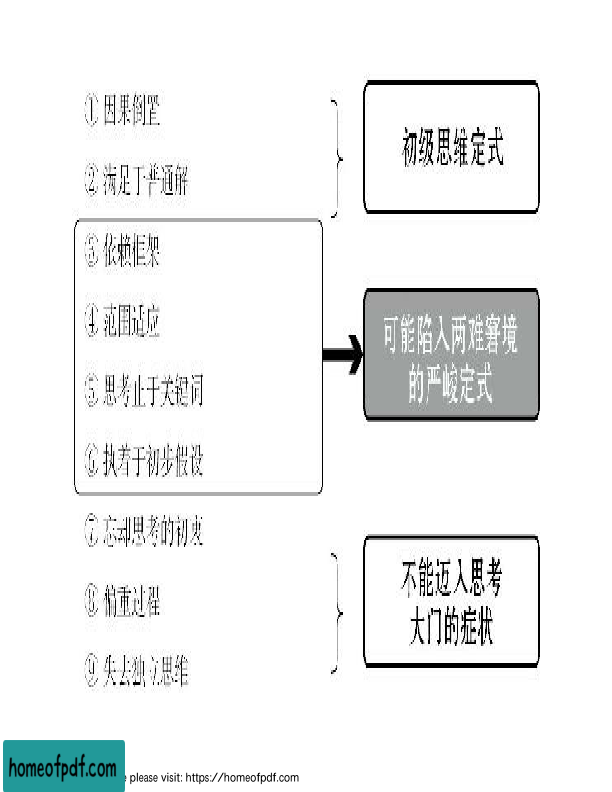 ① 因果倒置
② 满足于普通解
③ 依赖框架
④ 范围适应
⑤ 思考止于关键词
⑥ 执着于初步假设
⑦ 忘却思考的初衷
⑧ 偏重过程
⑨ 失去独立思维
初级思维定式
可能陷入两难窘境
的严峻定式
不能迈入思考
大门的症状
homeofpdf.com
please visit: https://homeofpdf.com